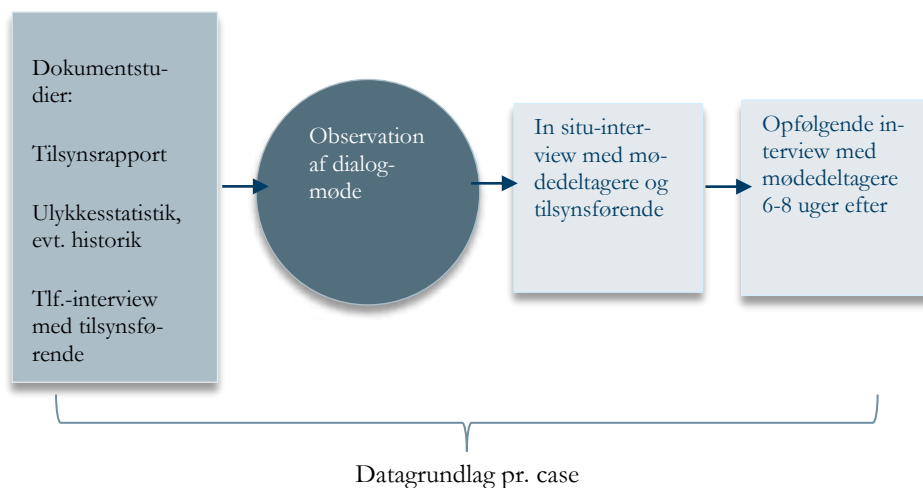 Dokumentstu-
dier:
Tilsynsrapport
Ulykkesstatistik,
evt. historik
Tlf.-interview
med tilsynsfø-
rende
Observation
af dialog-
møde
In situ-inter-
view med mø-
dedeltagere og
tilsynsførende
Opfølgende in-
terview med
mødedeltagere
6-8 uger efter
Datagrundlag pr. case